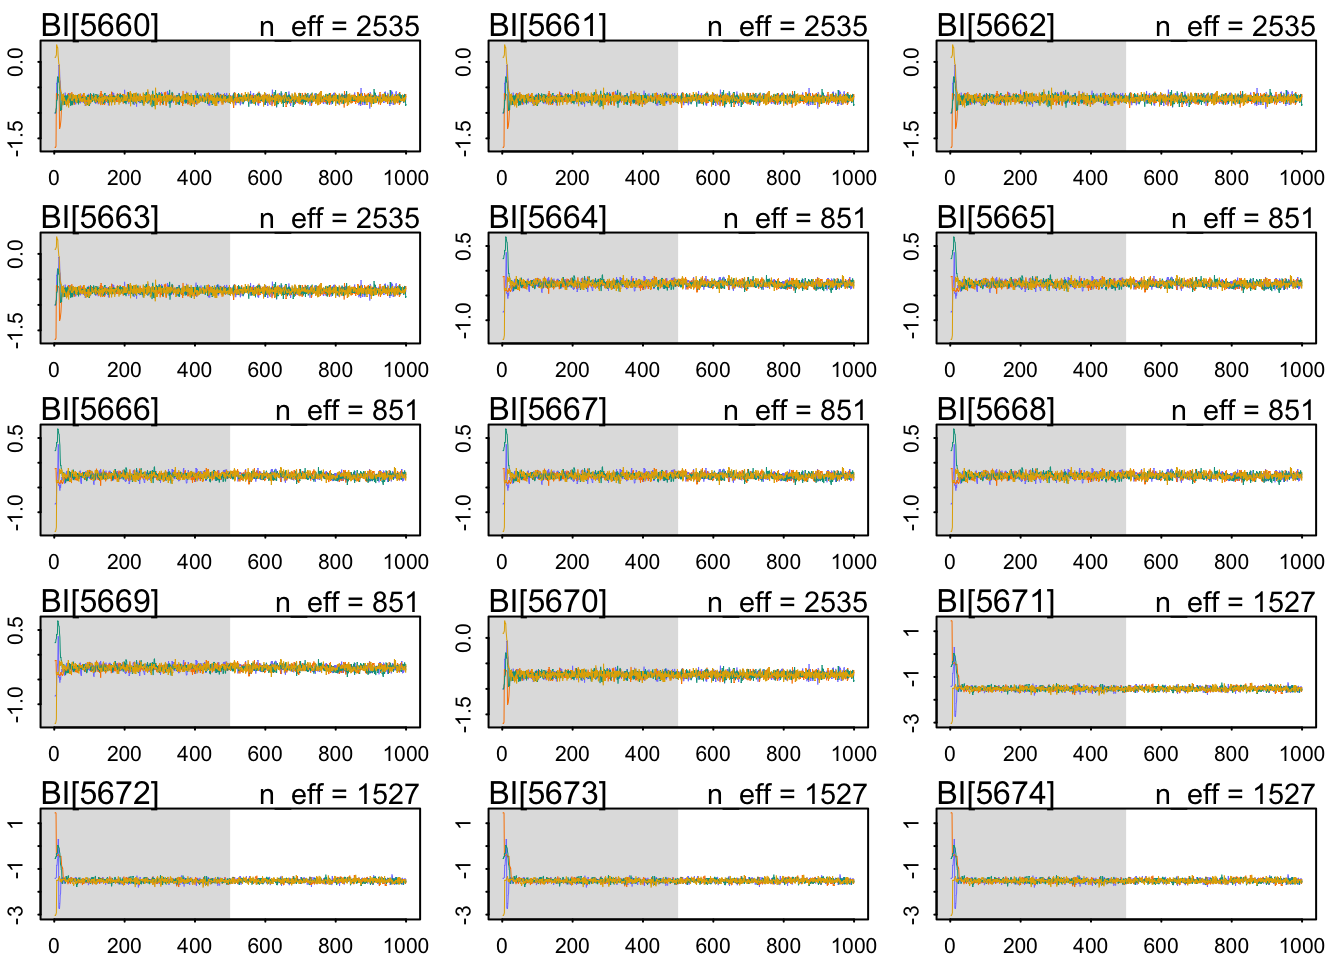 BI[5660] n_eff = 2535 BI[5661] n_eff = 2535 BI[5662] n_eff = 2535
0.0 0.0 0.0
-1.5 -1.5 -1.5
0 200 400 600 800 1000 0 200 400 600 800 1000 0 200 400 600 800 1000
BI[5663] n_eff = 2535 BI[5664] n_eff = 851 BI[5665] n_eff = 851
0.0 0.5 0.5
-1.5 -1.0 -1.0
0 200 400 600 800 1000 0 200 400 600 800 1000 0 200 400 600 800 1000
BI[5666] n_eff = 851 BI[5667] n_eff = 851 BI[5668] n_eff = 851
0.5 0.5 0.5
-1.0 -1.0 -1.0
0 200 400 600 800 1000 0 200 400 600 800 1000 0 200 400 600 800 1000
BI[5669] n_eff = 851 BI[5670] n_eff = 2535 BI[5671] n_eff = 1527
0.5 0.0 1
-1
-1.0 -1.5 -3
0 200 400 600 800 1000 0 200 400 600 800 1000 0 200 400 600 800 1000
BI[5672] n_eff = 1527 BI[5673] n_eff = 1527 BI[5674] n_eff = 1527
1 1 1
-1 -1 -1
-3 -3 -3
0 200 400 600 800 1000 0 200 400 600 800 1000 0 200 400 600 800 1000